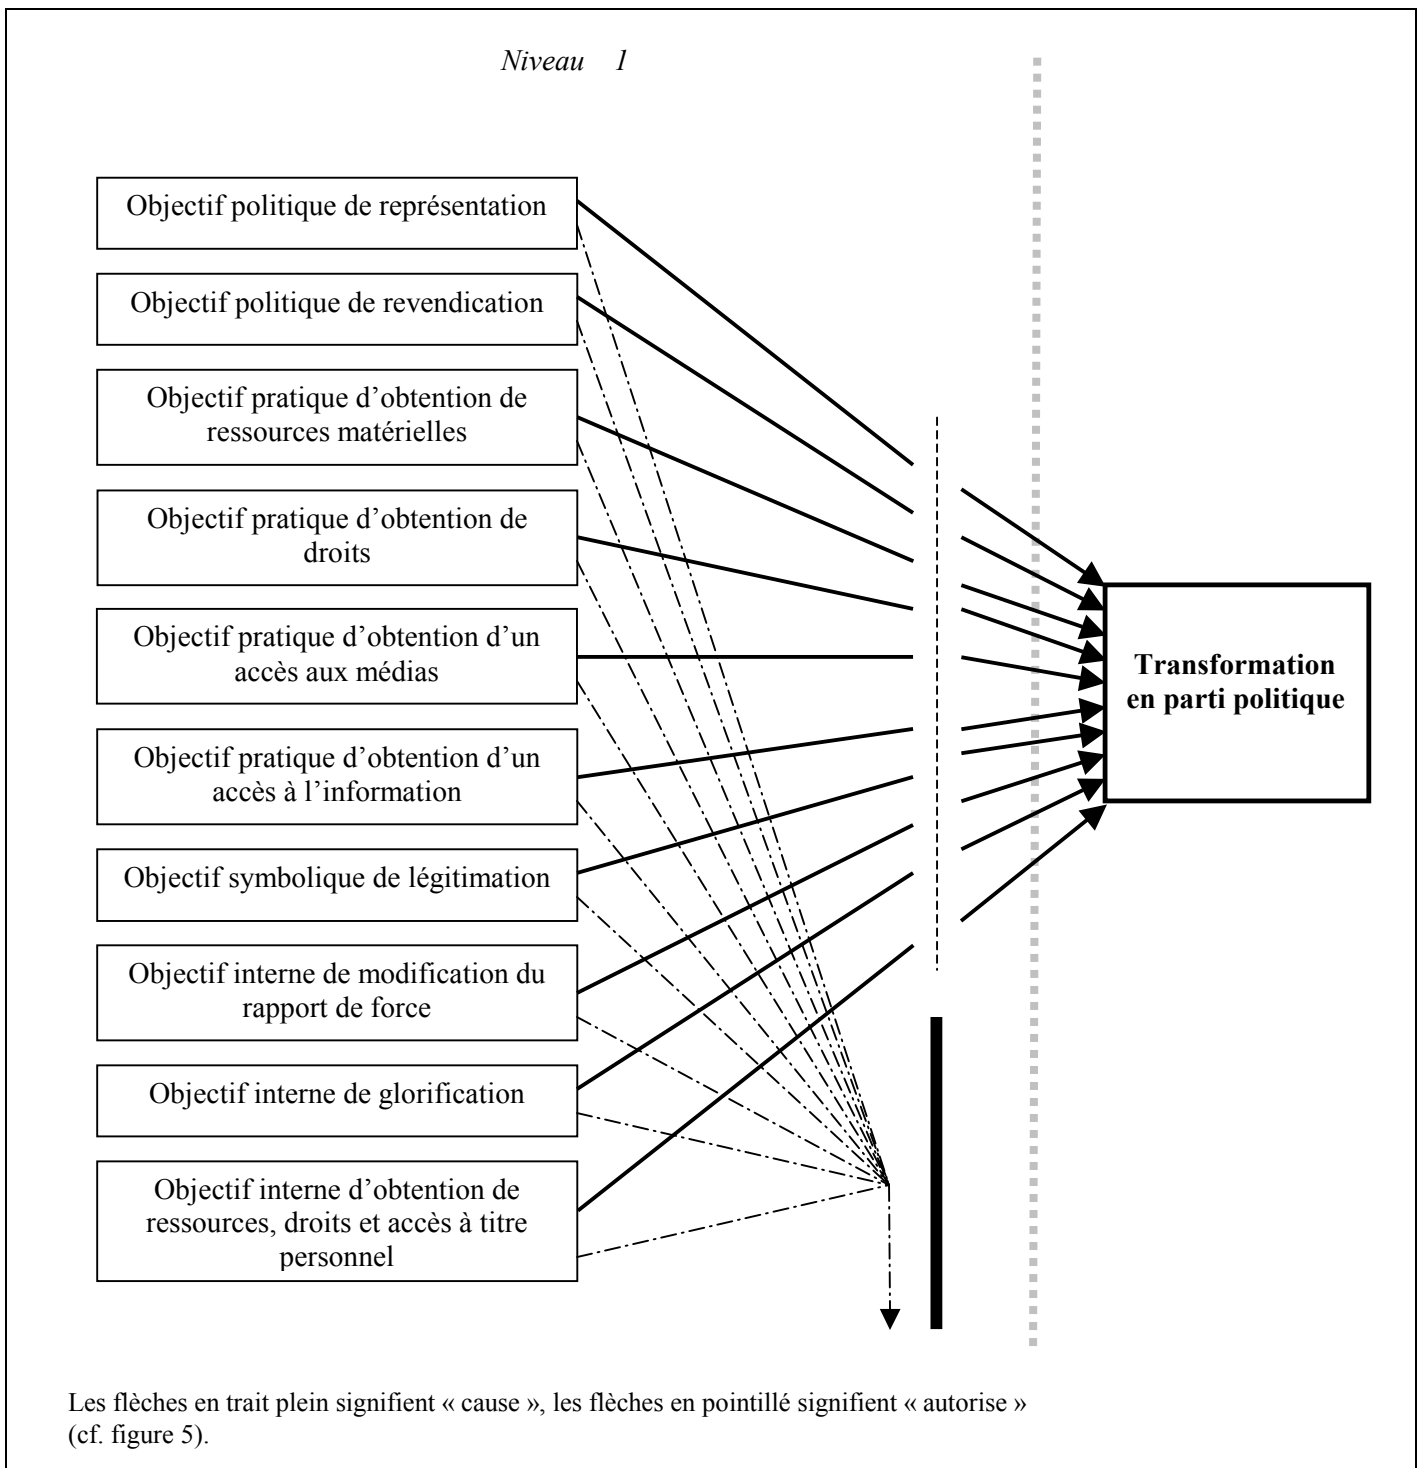 Niveau 1
Objectif politique de représentation
Objectif politique de revendication
Objectif pratique d’obtention de
ressources matérielles
Objectif pratique d’obtention de
droits
Objectif pratique d’obtention d’un
accès aux médias
Objectif pratique d’obtention d’un
accès à l’information
Objectif symbolique de légitimation
Objectif interne de modification du
rapport de force
Objectif interne de glorification
Objectif interne d’obtention de
ressources, droits et accès à titre
personnel
Transformation
en parti politique
Les flèches en trait plein signifient « cause », les flèches en pointillé signifient « autorise »
(cf. figure 5).